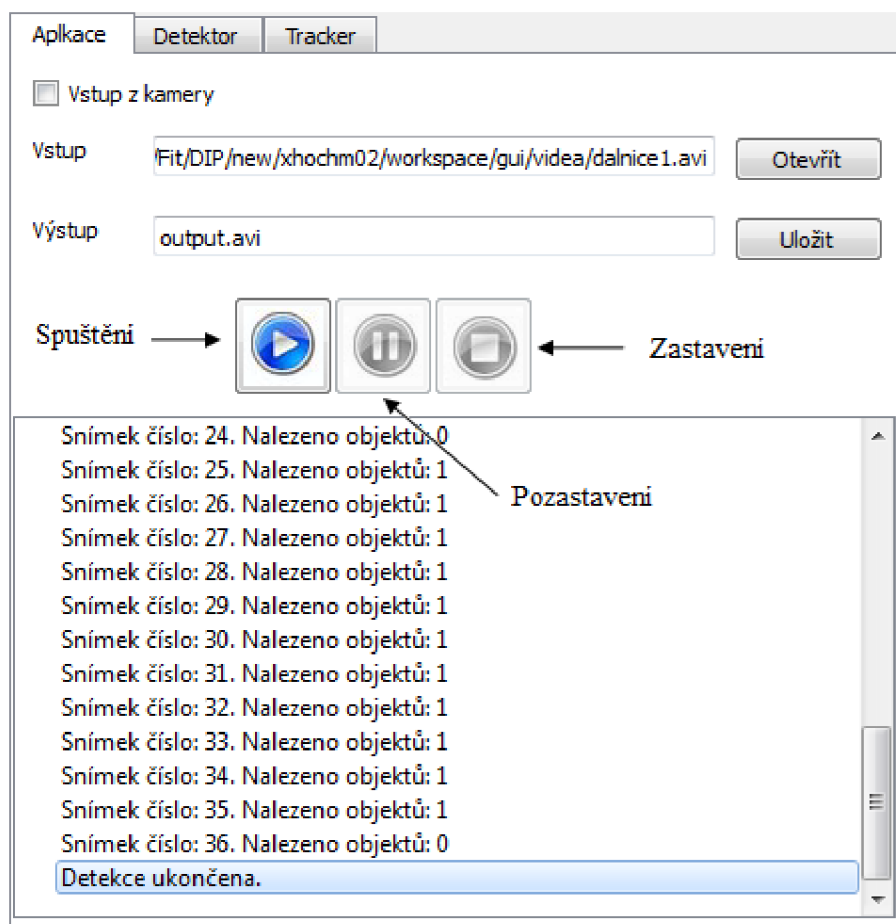 Aplkace Detektor Tracker
Vstup z kamery
Vstup /Fit/DIP/new/xhochm02/workspace/gui/videa/dalnice1.avi Otevřít
Výstup output.avi Uložit
Spuštění Zastavení
Snímek číslo: 24. Nalezeno objektů: 0
Snímek číslo: 25. Nalezeno objektů: 1
Pozastavení
Snímek číslo: 26. Nalezeno objektů: 1
Snímek číslo: 27. Nalezeno objektů: 1
Snímek číslo: 28. Nalezeno objektů: 1
Snímek číslo: 29. Nalezeno objektů: 1
Snímek číslo: 30. Nalezeno objektů: 1
Snímek číslo: 31. Nalezeno objektů: 1
Snímek číslo: 32. Nalezeno objektů: 1
Snímek číslo: 33. Nalezeno objektů: 1
Snímek číslo: 34. Nalezeno objektů: 1
Snímek číslo: 35. Nalezeno objektů: 1
Snímek číslo: 36. Nalezeno objektů: 0
Detekce ukončena.